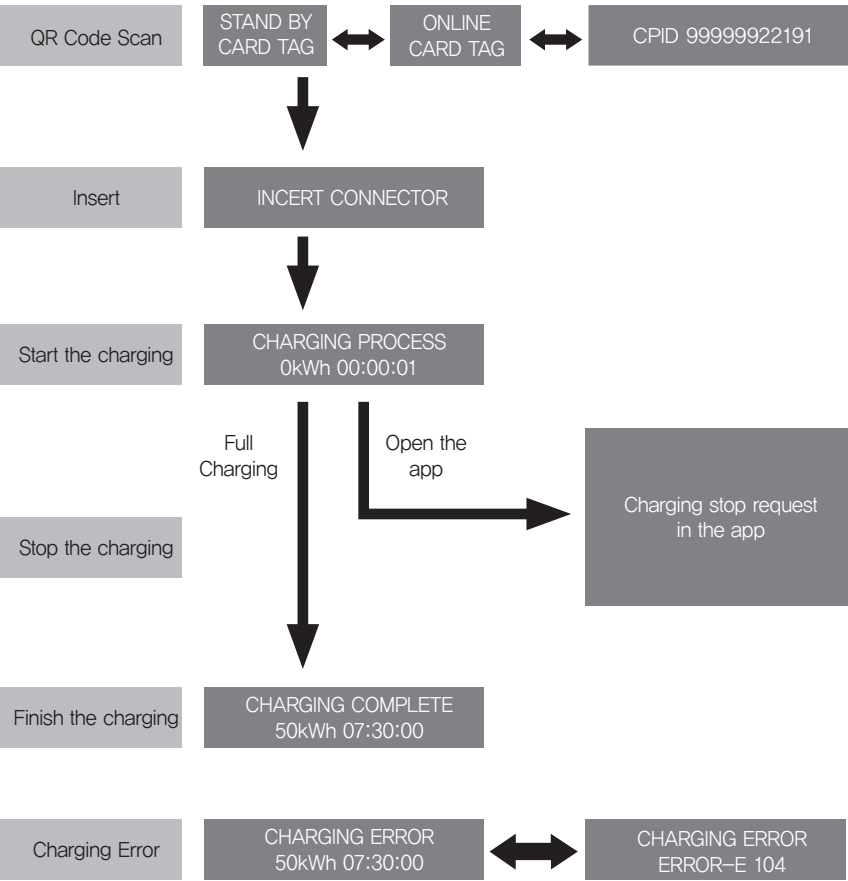 QR Code Scan
STAND BY
CARD TAG
ONLINE
CARD TAG
CPID 99999922191
Insert
INCERT CONNECTOR
Start the charging
CHARGING PROCESS
0kWh 00:00:01
Full
Charging
Open the
app
Charging stop request
in the app
Stop the charging
Finish the charging
CHARGING COMPLETE
50kWh 07:30:00
Charging Error
CHARGING ERROR
50kWh 07:30:00
CHARGING ERROR
ERROR-E 104